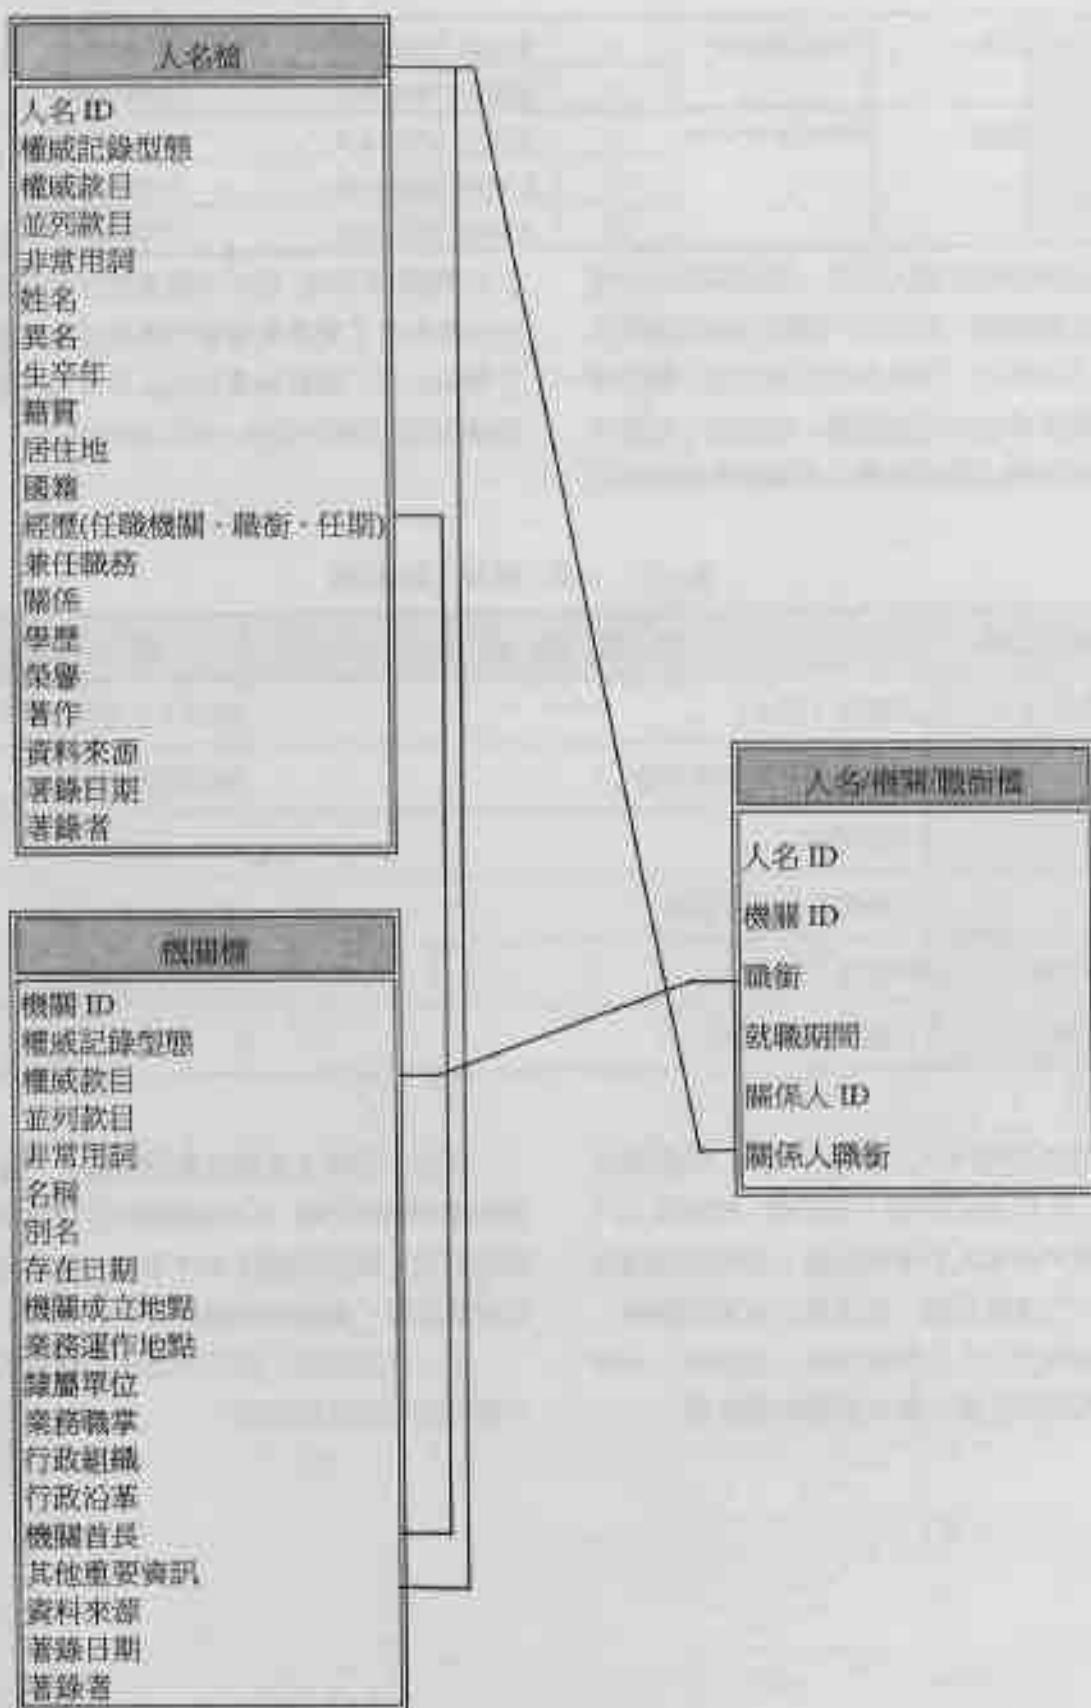 人名檔
人名 ID
權威記錄型態
權威款目
並列款目
非常用詞
姓名
異名
生卒年
籍貫
居住地
國籍
經歷(任職機關、職銜、任期)
兼任職務
關係
學歷
榮譽
著作
資料來源
著錄日期
著錄者
機關檔
機關 ID
權威記錄型態
權威款目
並列款目
非常用詞
名稱
別名
存在日期
機關成立地點
業務運作地點
隸屬單位
業務職掌
行政組織
行政沿革
機關首長
其他重要資訊
資料來源
著錄日期
著錄者
人名/機關/職銜檔
人名 ID
機關 ID
職銜
就職期間
關係人 ID
關係人職銜